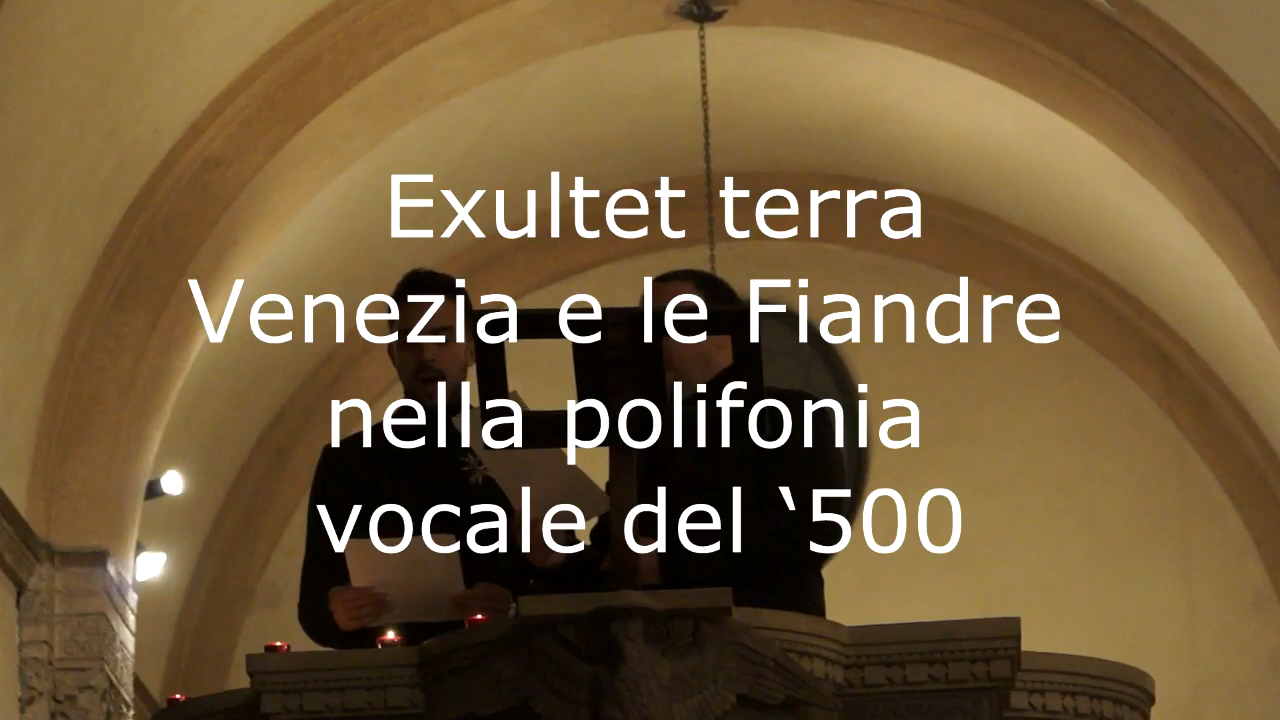 Exultet terra
Venezia e le Fiandre
nella polifonia
vocale del ‘500